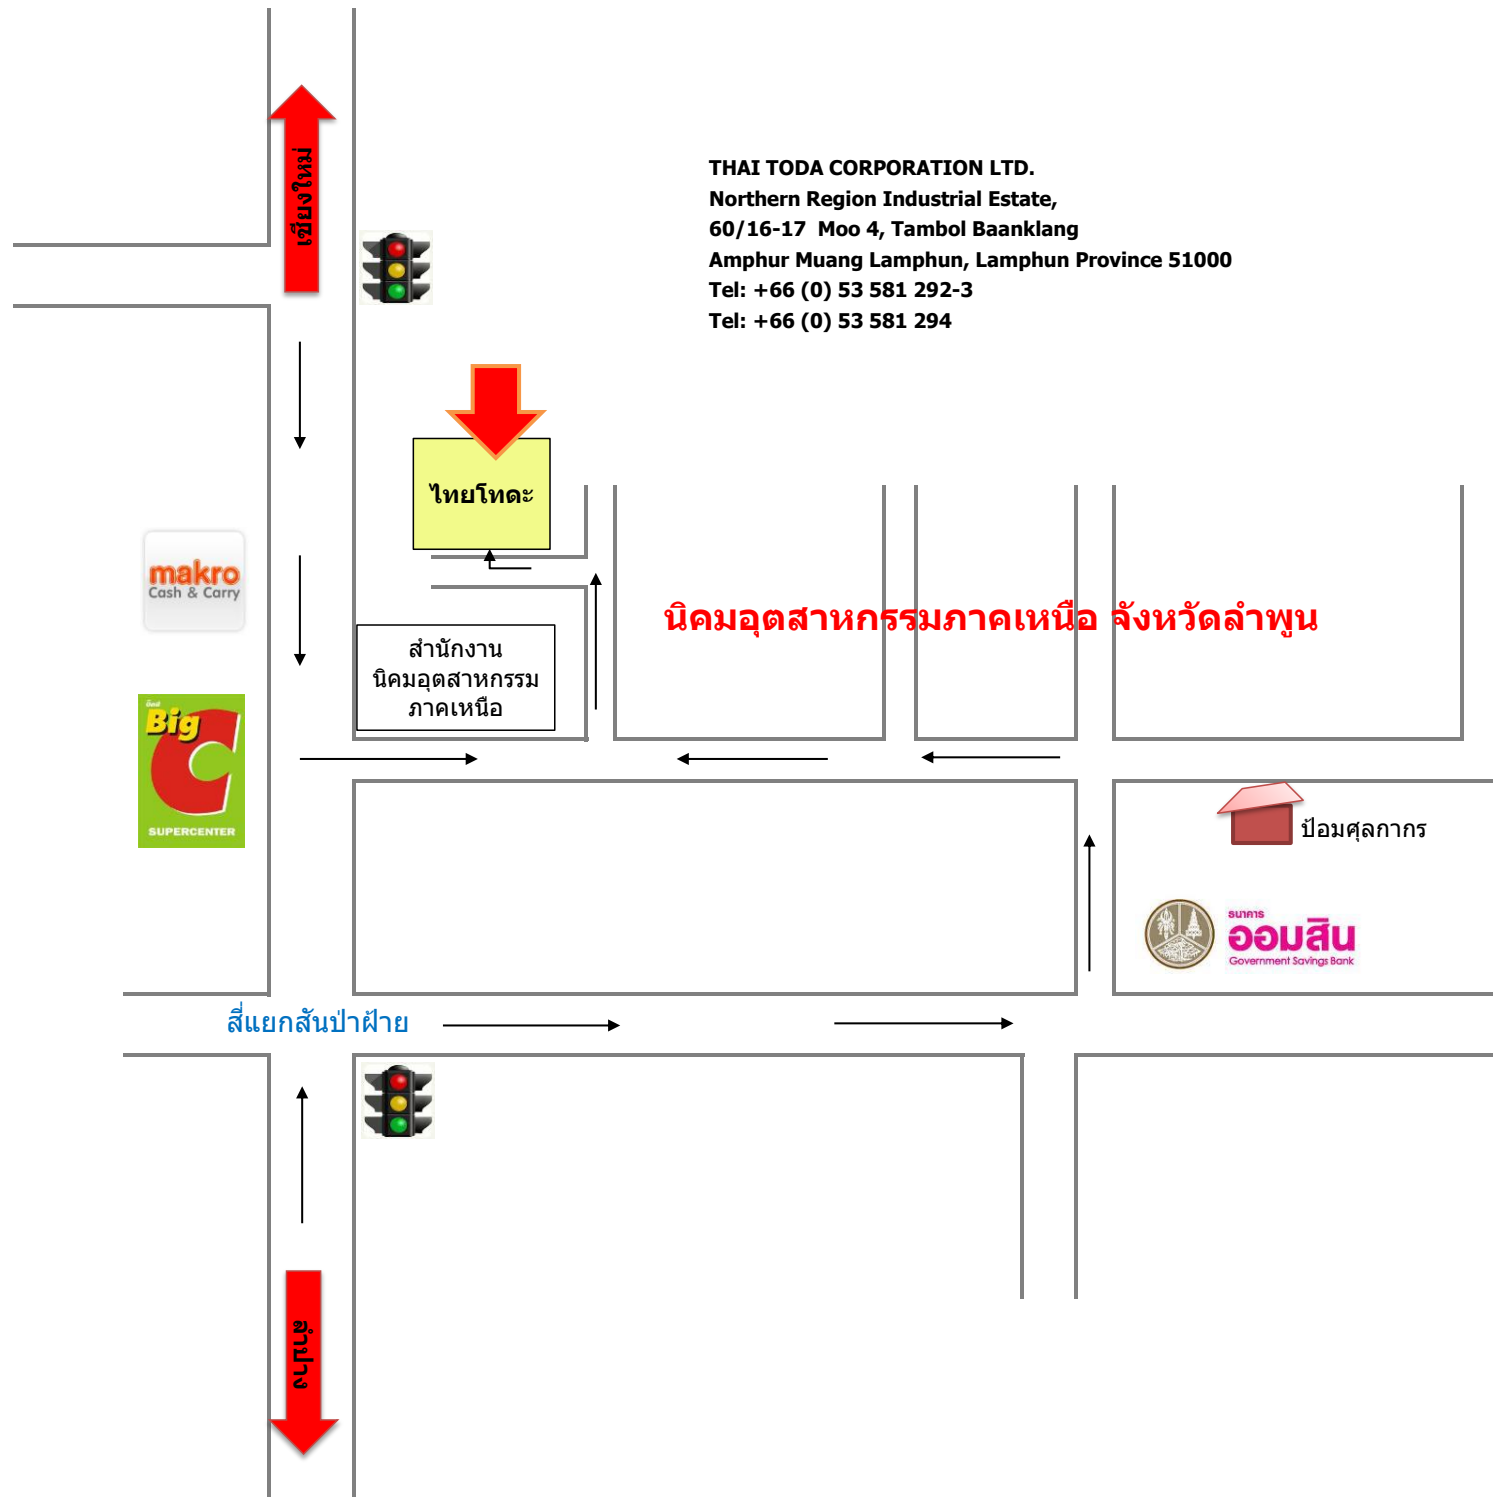 เชียงใหม่
THAI TODA CORPORATION LTD.
Northern Region Industrial Estate,
60/16-17 Moo 4, Tambol Baanklang
Amphur Muang Lamphun, Lamphun Province 51000
Tel: +66 (0) 53 581 292-3
Tel: +66 (0) 53 581 294
ไทยโทดะ
makro
Cash & Carry
นิคมอุตสาหกรรมภาคเหนือ จังหวัดลำพูน
สำนักงาน
นิคมอุตสาหกรรม
ภาคเหนือ
บิ๊กซี
Big
C
SUPERCENTER
ป้อมศุลกากร
ธนาคาร
ออมสิน
Government Savings Bank
สี่แยกสันป่าฝ้าย
ลำปาง